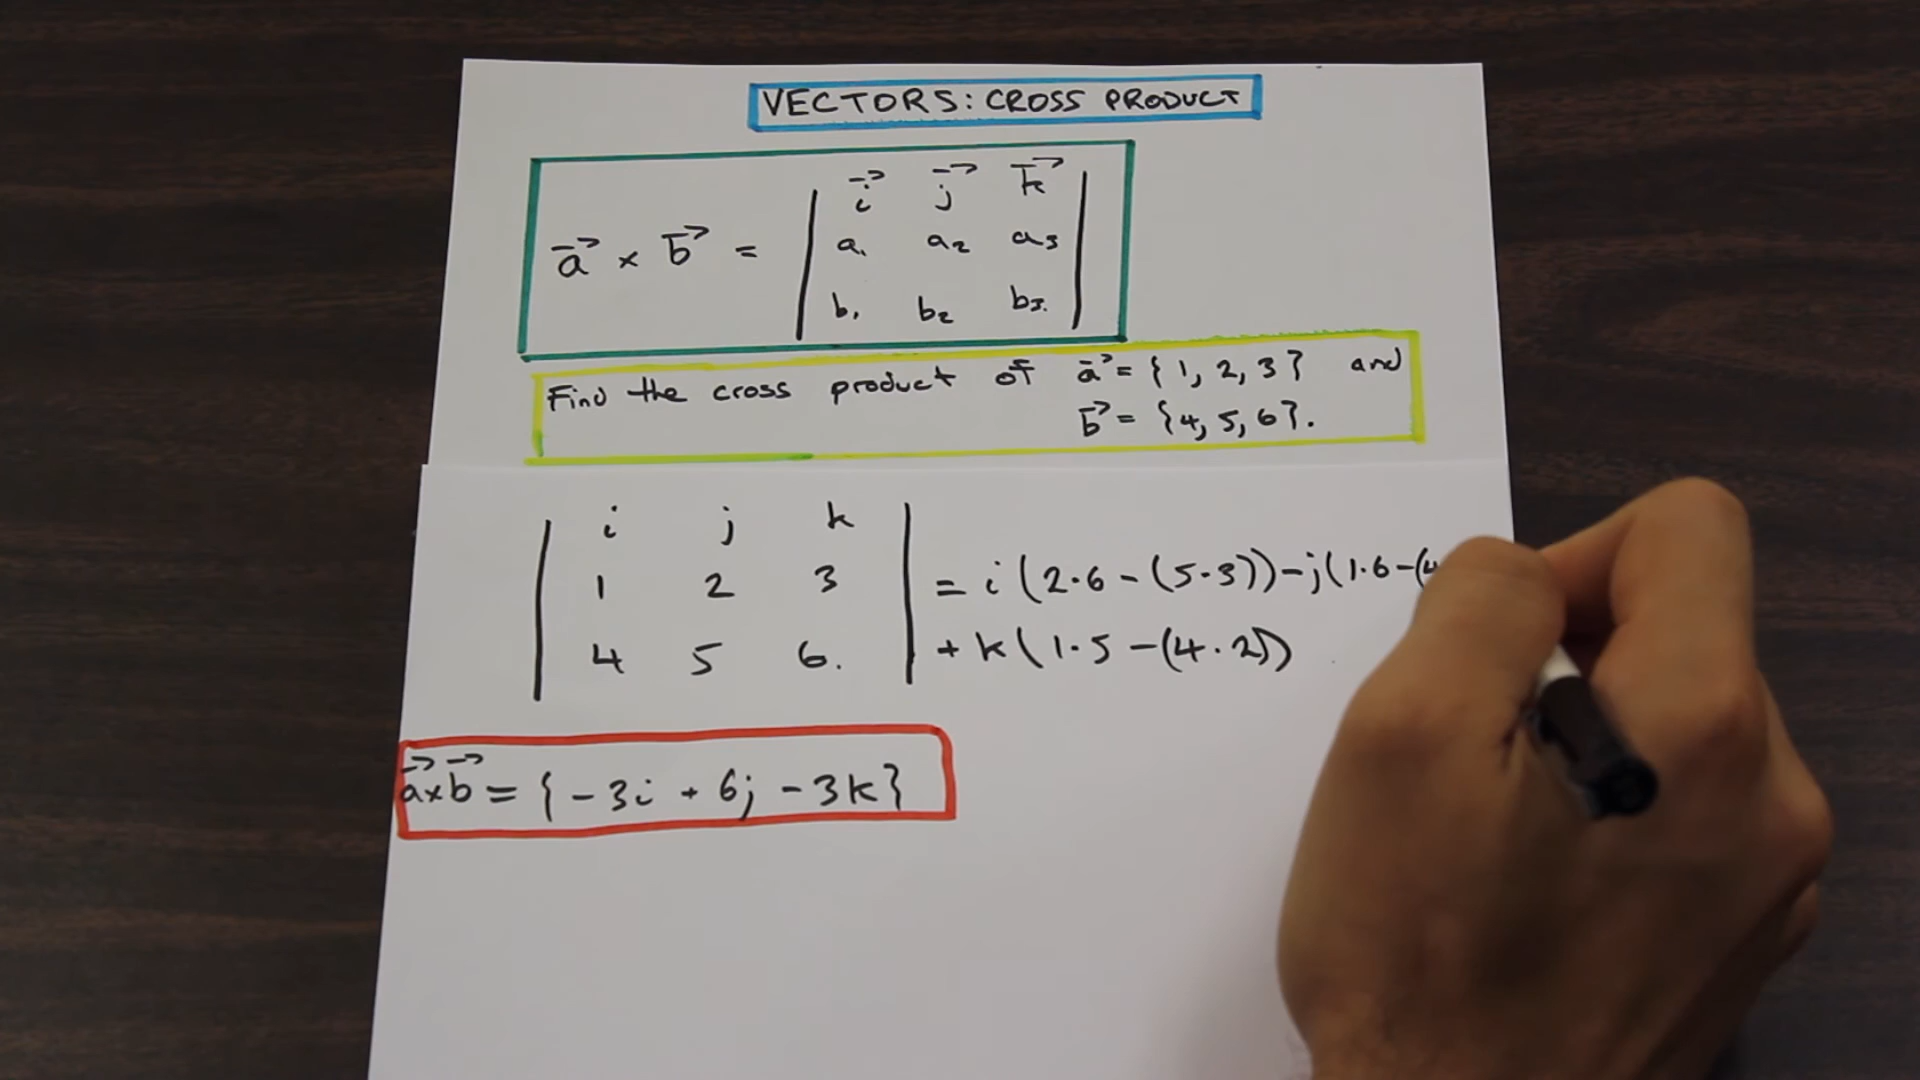 VECTORS: CROSS PRODUCT
i⃗ j⃗ k⃗
a⃗ × b⃗ = | a₁ a₂ a₃ |
b₁ b₂ b₃.
Find the cross product of a⃗ = {1, 2, 3} and
b⃗ = {4, 5, 6}.
i j k
1 2 3 = i(2·6-(5·3))-j(1·6-(4
4 5 6. + k(1·5-(4·2))
a⃗×b⃗ = {-3i + 6j - 3k}